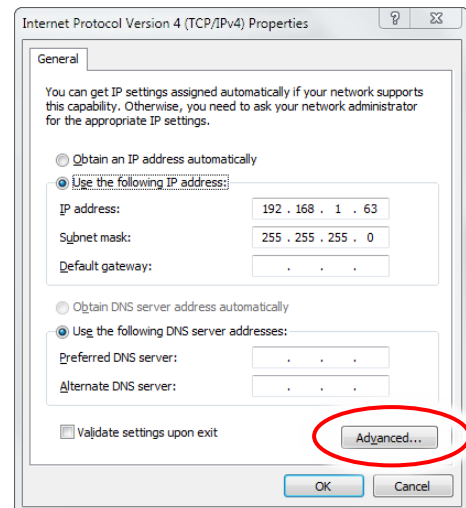 Internet Protocol Version 4 (TCP/IPv4) Properties
General
You can get IP settings assigned automatically if your network supports
this capability. Otherwise, you need to ask your network administrator
for the appropriate IP settings.
Obtain an IP address automatically
Use the following IP address:
IP address: 192 . 168 . 1 . 63
Subnet mask: 255 . 255 . 255 . 0
Default gateway: . . .
Obtain DNS server address automatically
Use the following DNS server addresses:
Preferred DNS server: . . .
Alternate DNS server: . . .
Validate settings upon exit
Advanced...
OK Cancel